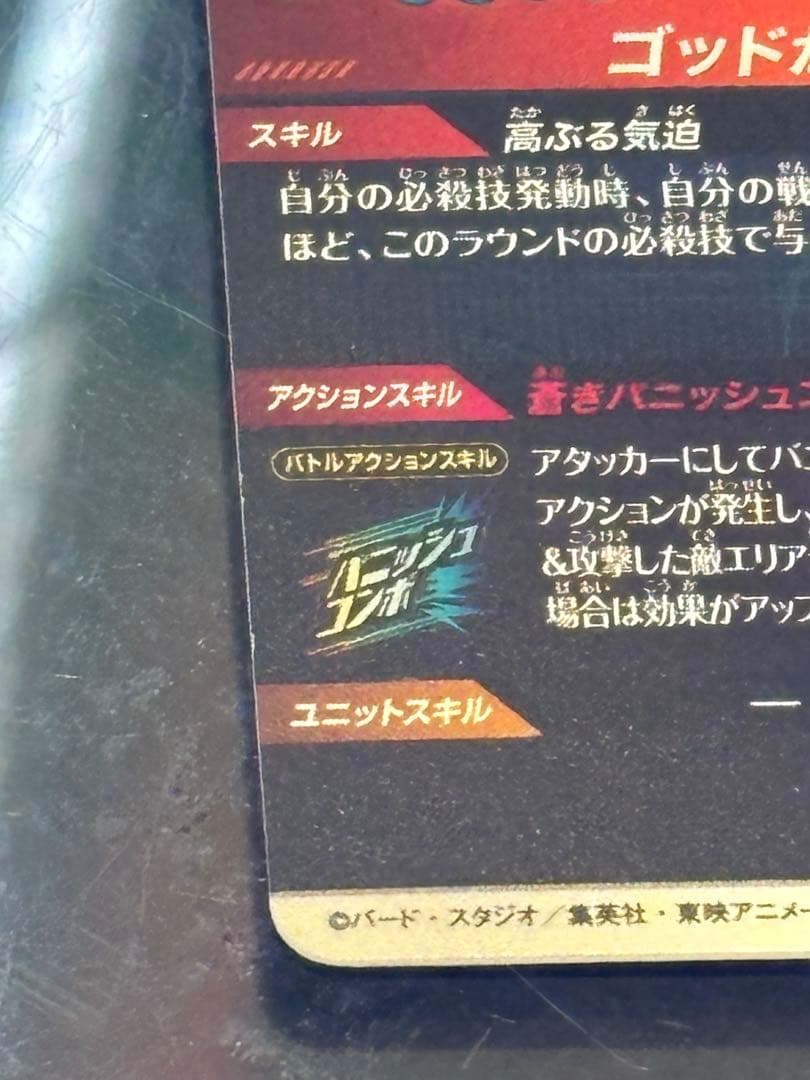 ゴッドか
スキル
高ぶる気迫
自分の必殺技発動時、自分の戦
ほど、このラウンドの必殺技で与
アクションスキル
蒼きバニッシュ
バトルアクションスキル
アタッカーにしてバニ
アクションが発生し、
&攻撃した敵エリア
場合は効果がアップ
バニッシュ
コンボ
ユニットスキル
―
©バード・スタジオ/集英社・東映アニメー